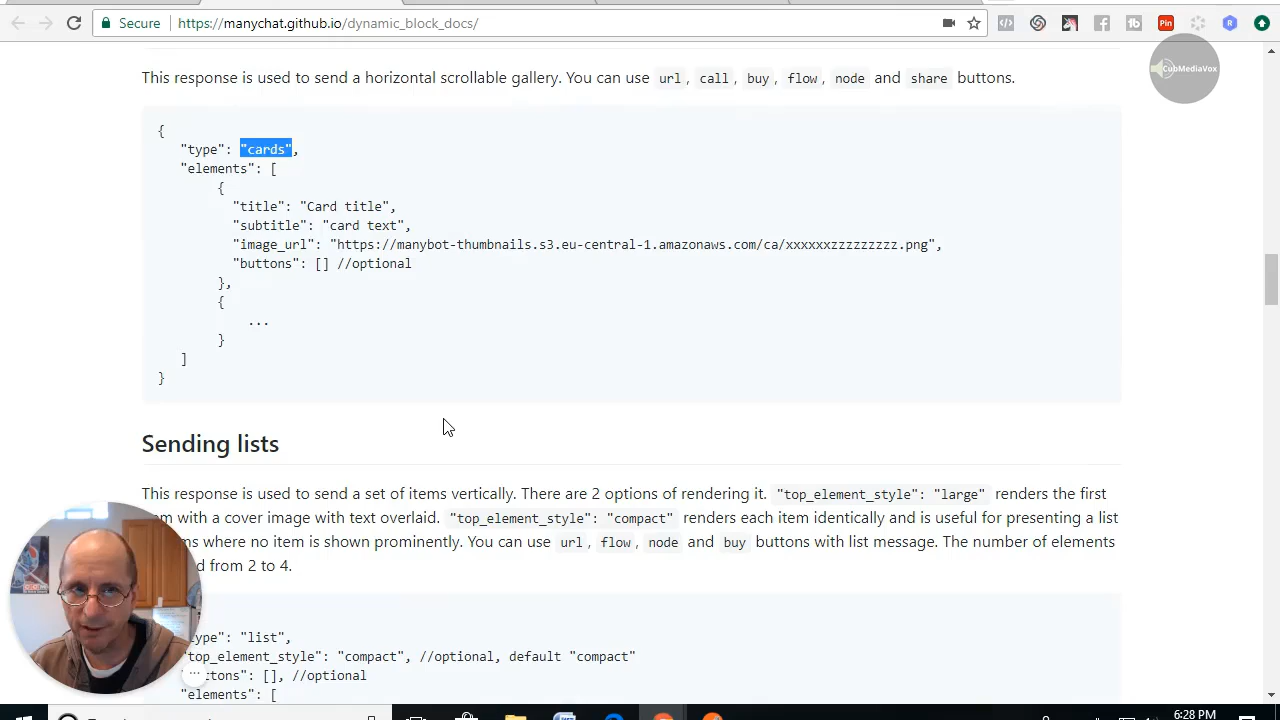 Secure https://manychat.github.io/dynamic_block_docs/
Pin
R
CubMediaVox
This response is used to send a horizontal scrollable gallery. You can use url, call, buy, flow, node and share buttons.
{
"type": "cards",
"elements": [
{
"title": "Card title",
"subtitle": "card text",
"image_url": "https://manybot-thumbnails.s3.eu-central-1.amazonaws.com/ca/xxxxxxzzzzzzzzz.png",
"buttons": [] //optional
},
{
...
}
]
}
Sending lists
This response is used to send a set of items vertically. There are 2 options of rendering it. "top_element_style": "large" renders the first
m with a cover image with text overlaid. "top_element_style": "compact" renders each item identically and is useful for presenting a list
ms where no item is shown prominently. You can use url, flow, node and buy buttons with list message. The number of elements
d from 2 to 4.
ype": "list",
top_element_style": "compact", //optional, default "compact"
tons": [], //optional
"elements": [
6:28 PM